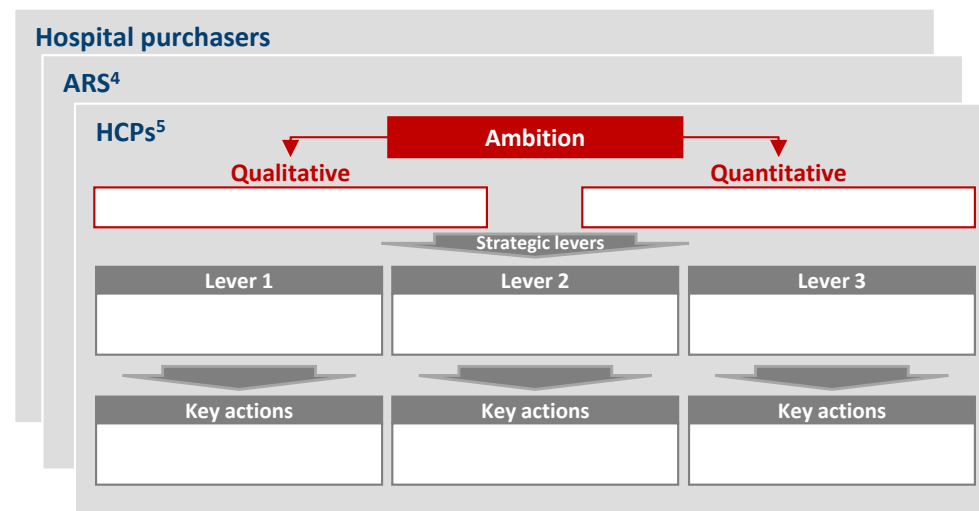 Hospital purchasers
ARS⁴
HCPs⁵
Ambition
Qualitative
Quantitative
Strategic levers
Lever 1
Lever 2
Lever 3
Key actions
Key actions
Key actions